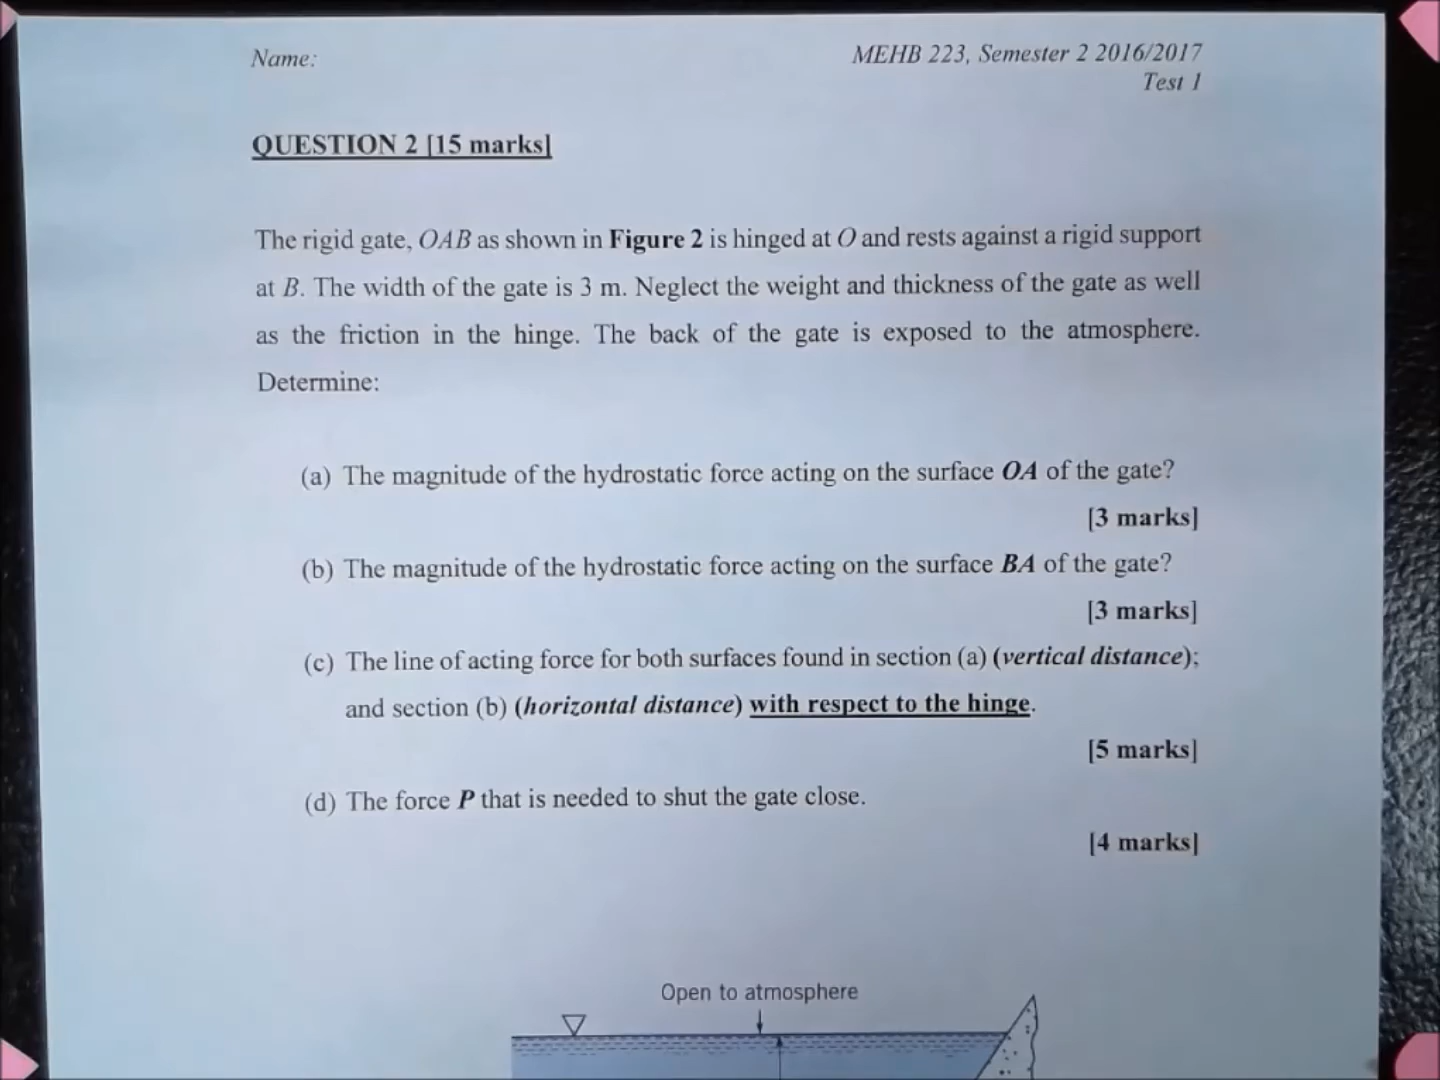 Name:
MEHB 223, Semester 2 2016/2017
Test 1
QUESTION 2 [15 marks]
The rigid gate, OAB as shown in Figure 2 is hinged at O and rests against a rigid support
at B. The width of the gate is 3 m. Neglect the weight and thickness of the gate as well
as the friction in the hinge. The back of the gate is exposed to the atmosphere.
Determine:
(a) The magnitude of the hydrostatic force acting on the surface OA of the gate?
[3 marks]
(b) The magnitude of the hydrostatic force acting on the surface BA of the gate?
[3 marks]
(c) The line of acting force for both surfaces found in section (a) (vertical distance);
and section (b) (horizontal distance) with respect to the hinge.
[5 marks]
(d) The force P that is needed to shut the gate close.
[4 marks]
Open to atmosphere